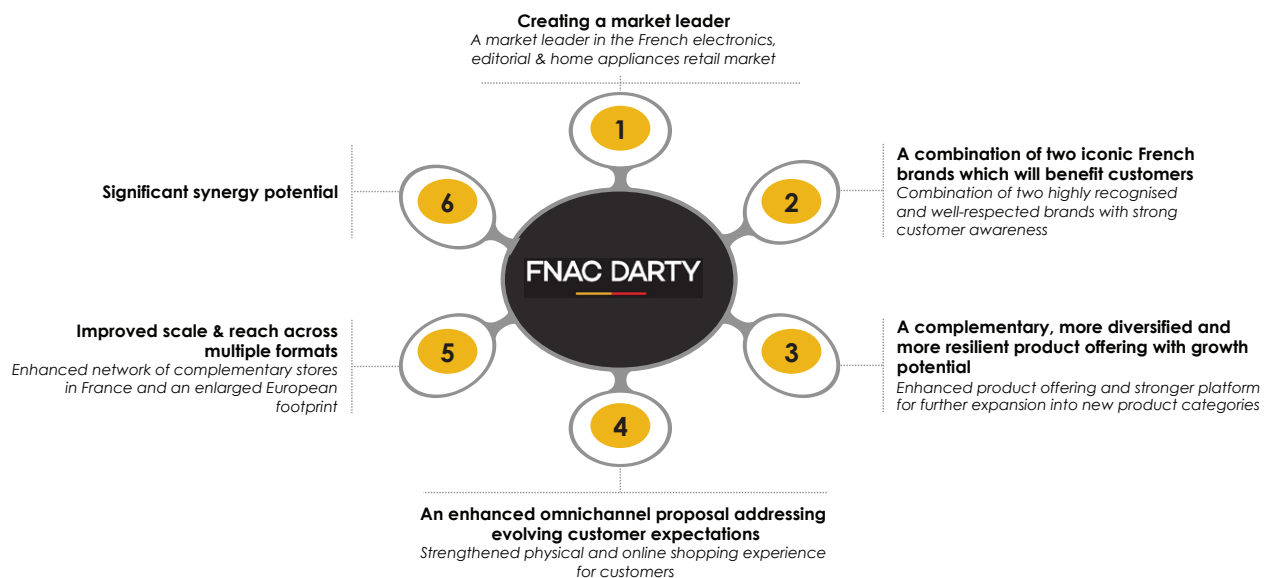 Creating a market leader
A market leader in the French electronics,
editorial & home appliances retail market
1
A combination of two iconic French
brands which will benefit customers
Combination of two highly recognised
and well-respected brands with strong
customer awareness
2
A complementary, more diversified and
more resilient product offering with growth
potential
Enhanced product offering and stronger platform
for further expansion into new product categories
3
4
An enhanced omnichannel proposal addressing
evolving customer expectations
Strengthened physical and online shopping experience
for customers
Improved scale & reach across
multiple formats
Enhanced network of complementary stores
in France and an enlarged European
footprint
5
Significant synergy potential
6
FNAC DARTY